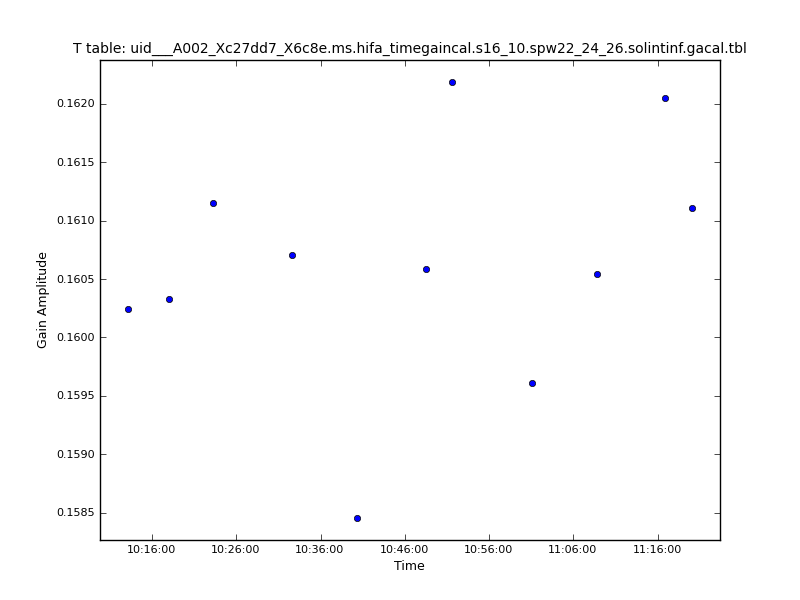 T table: uid___A002_Xc27dd7_X6c8e.ms.hifa_timegaincal.s16_10.spw22_24_26.solintinf.gacal.tbl
0.1620
0.1615
0.1610
0.1605
0.1600
0.1595
0.1590
0.1585
Gain Amplitude
10:16:00 10:26:00 10:36:00 10:46:00 10:56:00 11:06:00 11:16:00
Time